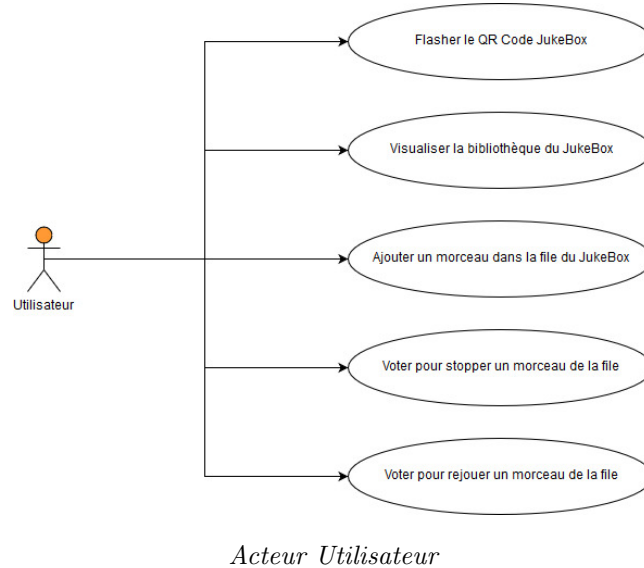 Flasher le QR Code JukeBox
Visualiser la bibliothèque du JukeBox
Ajouter un morceau dans la file du JukeBox
Utilisateur
Voter pour stopper un morceau de la file
Voter pour rejouer un morceau de la file
Acteur Utilisateur